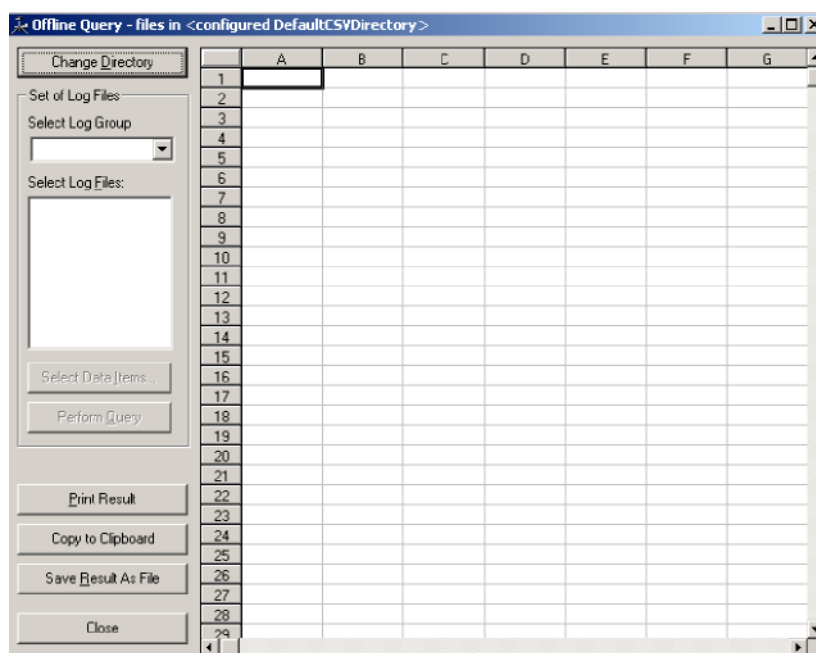 Offline Query - files in <configured DefaultCSVDirectory>
Change Directory
Set of Log Files
Select Log Group
Select Log Files:
Select Data Items...
Perform Query
Print Result
Copy to Clipboard
Save Result As File
Close
A B C D E F G
1
2
3
4
5
6
7
8
9
10
11
12
13
14
15
16
17
18
19
20
21
22
23
24
25
26
27
28
29